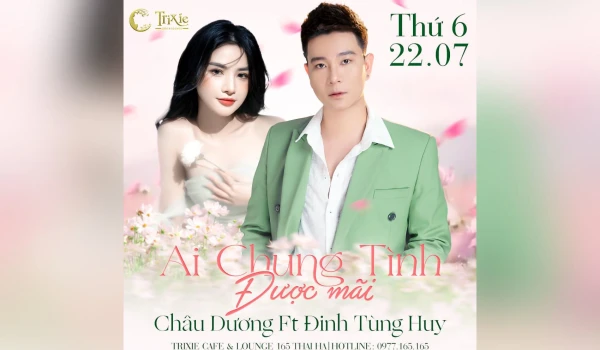 Trixie
Thứ 6
22.07
Ai Chung Tình
Được mãi
Châu Dương Ft Đinh Tùng Huy
TRIXIE CAFE & LOUNGE 165 THÁI HÀ|HOTLINE: 0977.165.165